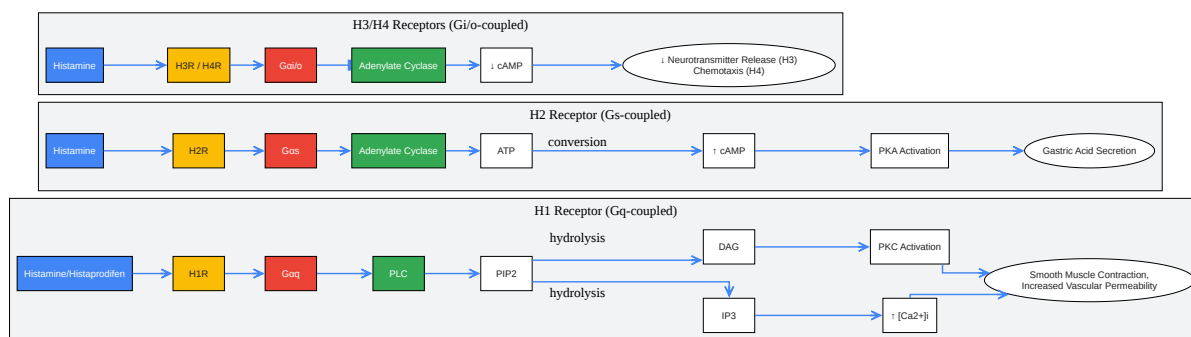 H3/H4 Receptors (Gi/o-coupled)
Histamine
H3R / H4R
Gαi/o
Adenylate Cyclase
↓ cAMP
↓ Neurotransmitter Release (H3)
Chemotaxis (H4)
H2 Receptor (Gs-coupled)
Histamine
H2R
Gαs
Adenylate Cyclase
ATP
conversion
↑ cAMP
PKA Activation
Gastric Acid Secretion
H1 Receptor (Gq-coupled)
Histamine/Histaprodifen
H1R
Gαq
PLC
PIP2
hydrolysis
hydrolysis
DAG
PKC Activation
IP3
↑ [Ca2+]i
Smooth Muscle Contraction,
Increased Vascular Permeability